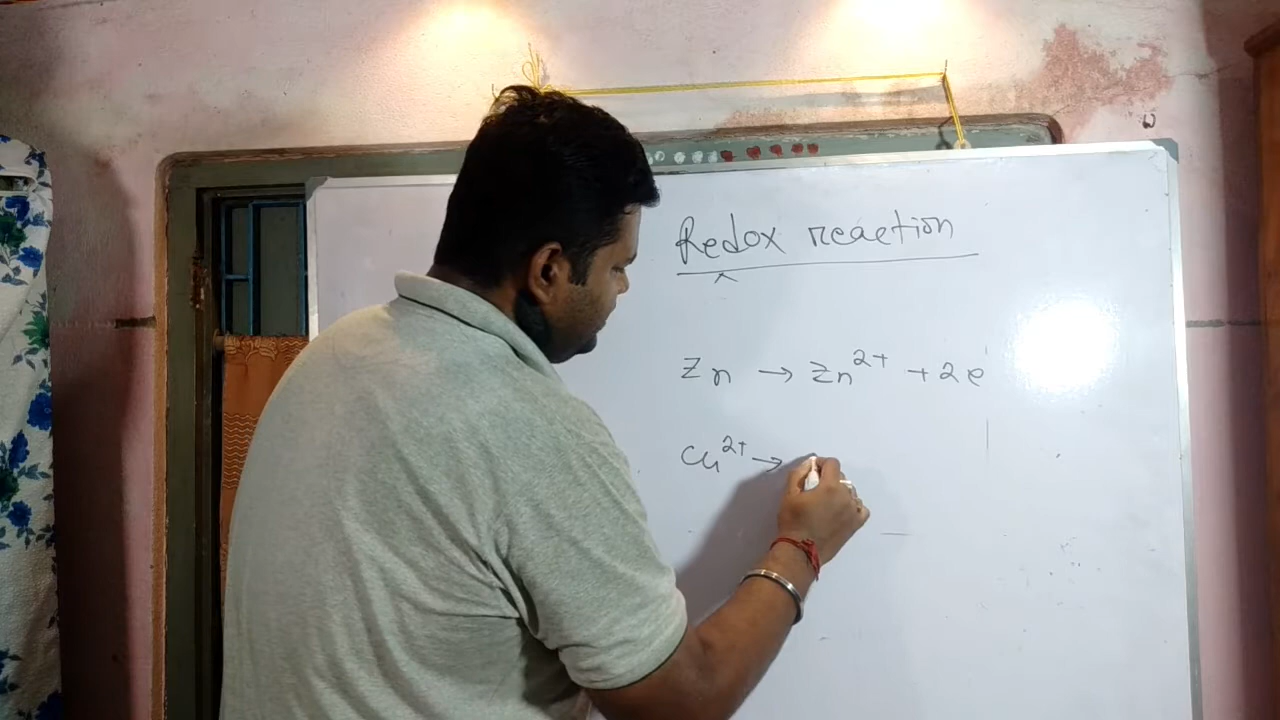 Redox reaction
Zn → Zn²⁺ + 2e
Cu²⁺ →